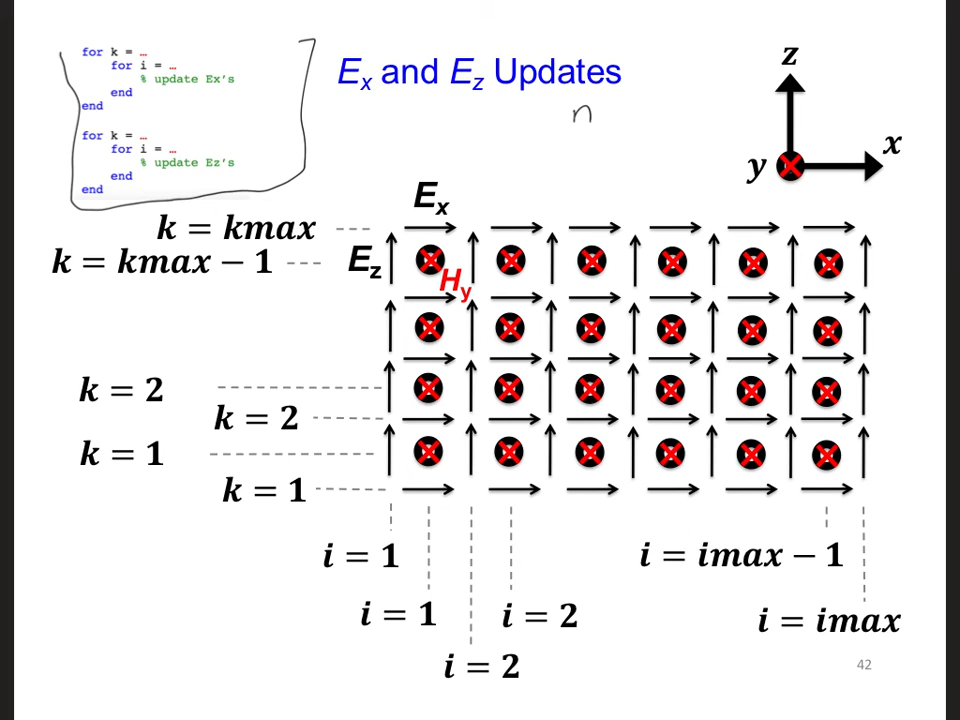 for k = …
for i = …
% update Ex's
end
end
for k = …
for i = …
% update Ez's
end
end
Ex and Ez Updates
n
z
x
y
Ex
k = kmax
k = kmax − 1
Ez
Hy
k = 2
k = 2
k = 1
k = 1
i = 1
i = imax − 1
i = 1
i = 2
i = imax
i = 2
42